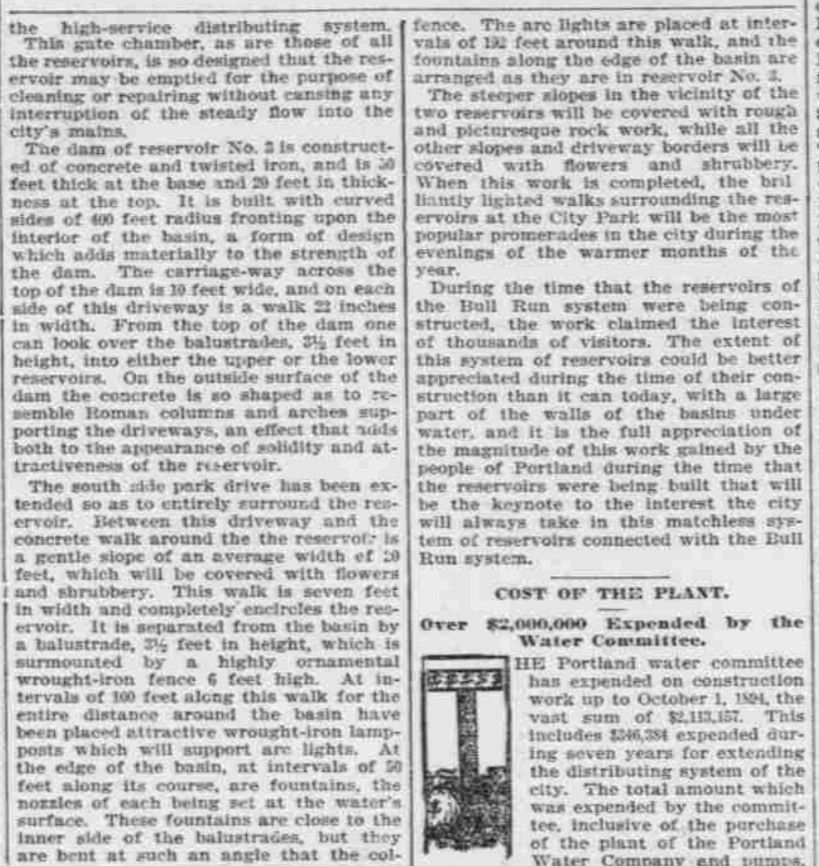 the high-service distributing system.
This gate chamber, as are those of all
the reservoirs, is so designed that the res-
ervoir may be emptied for the purpose of
cleaning or repairing without cansing any
interruption of the steady flow into the
city's mains.
The dam of reservoir No. 3 is construct-
ed of concrete and twisted iron, and is
feet thick at the base and 20 feet in thick-
ness at the top. It is built with curved
sides of 400 feet radius fronting upon the
interior of the basin, a form of design
which adds materially to the strength of
the dam. The carriage-way across the
top of the dam is 10 feet wide, and on each
side of this driveway is a walk 22 inches
in width. From the top of the dam one
can look over the balustrades, 3½ feet in
height, into either the upper or the lower
reservoirs. On the outside surface of the
dam the concrete is so shaped as to re-
semble Roman columns and arches sup-
porting the driveways, an effect that adds
both to the appearance of solidity and at-
tractiveness of the reservoir.
The south side park drive has been ex-
tended so as to entirely surround the res-
ervoir. Between this driveway and the
concrete walk around the the reservoir is
a gentle slope of an average width of 20
feet, which will be covered with flowers
and shrubbery. This walk is seven feet
in width and completely encircles the res-
ervoir. It is separated from the basin by
a balustrade, 3½ feet in height, which is
surmounted by a highly ornamental
wrought-iron fence 6 feet high. At in-
tervals of 100 feet along this walk for the
entire distance around the basin have
been placed attractive wrought-iron lamp-
posts which will support arc lights. At
the edge of the basin, at intervals of 50
feet along its course, are fountains, the
nozzles of each being set at the water's
surface. These fountains are close to the
inner side of the balustrades, but they
are bent at such an angle that the col-
fence. The arc lights are placed at inter-
vals of 192 feet around this walk, and the
fountains along the edge of the basin are
arranged as they are in reservoir No. 3.
The steeper slopes in the vicinity of the
two reservoirs will be covered with rough
and picturesque rock work, while all the
other slopes and driveway borders will be
covered with flowers and shrubbery.
When this work is completed, the bril
liantly lighted walks surrounding the res-
ervoirs at the City Park will be the most
popular promenades in the city during the
evenings of the warmer months of the
year.
During the time that the reservoirs of
the Bull Run system were being con-
structed, the work claimed the interest
of thousands of visitors. The extent of
this system of reservoirs could be better
appreciated during the time of their con-
struction than it can today, with a large
part of the walls of the basins under
water, and it is the full appreciation of
the magnitude of this work gained by the
people of Portland during the time that
the reservoirs were being built that will
be the keynote to the interest the city
will always take in this matchless sys-
tem of reservoirs connected with the Bull
Run system.
COST OF THE PLANT.
Over $2,000,000 Expended by the
Water Committee.
THE Portland water committee
has expended on construction
work up to October 1, 1894, the
vast sum of $2,113,157. This
includes $346,384 expended dur-
ing seven years for extending
the distributing system of the
city. The total amount which
was expended by the commit-
tee, inclusive of the purchase
of the plant of the Portland
Water Company and pumps,